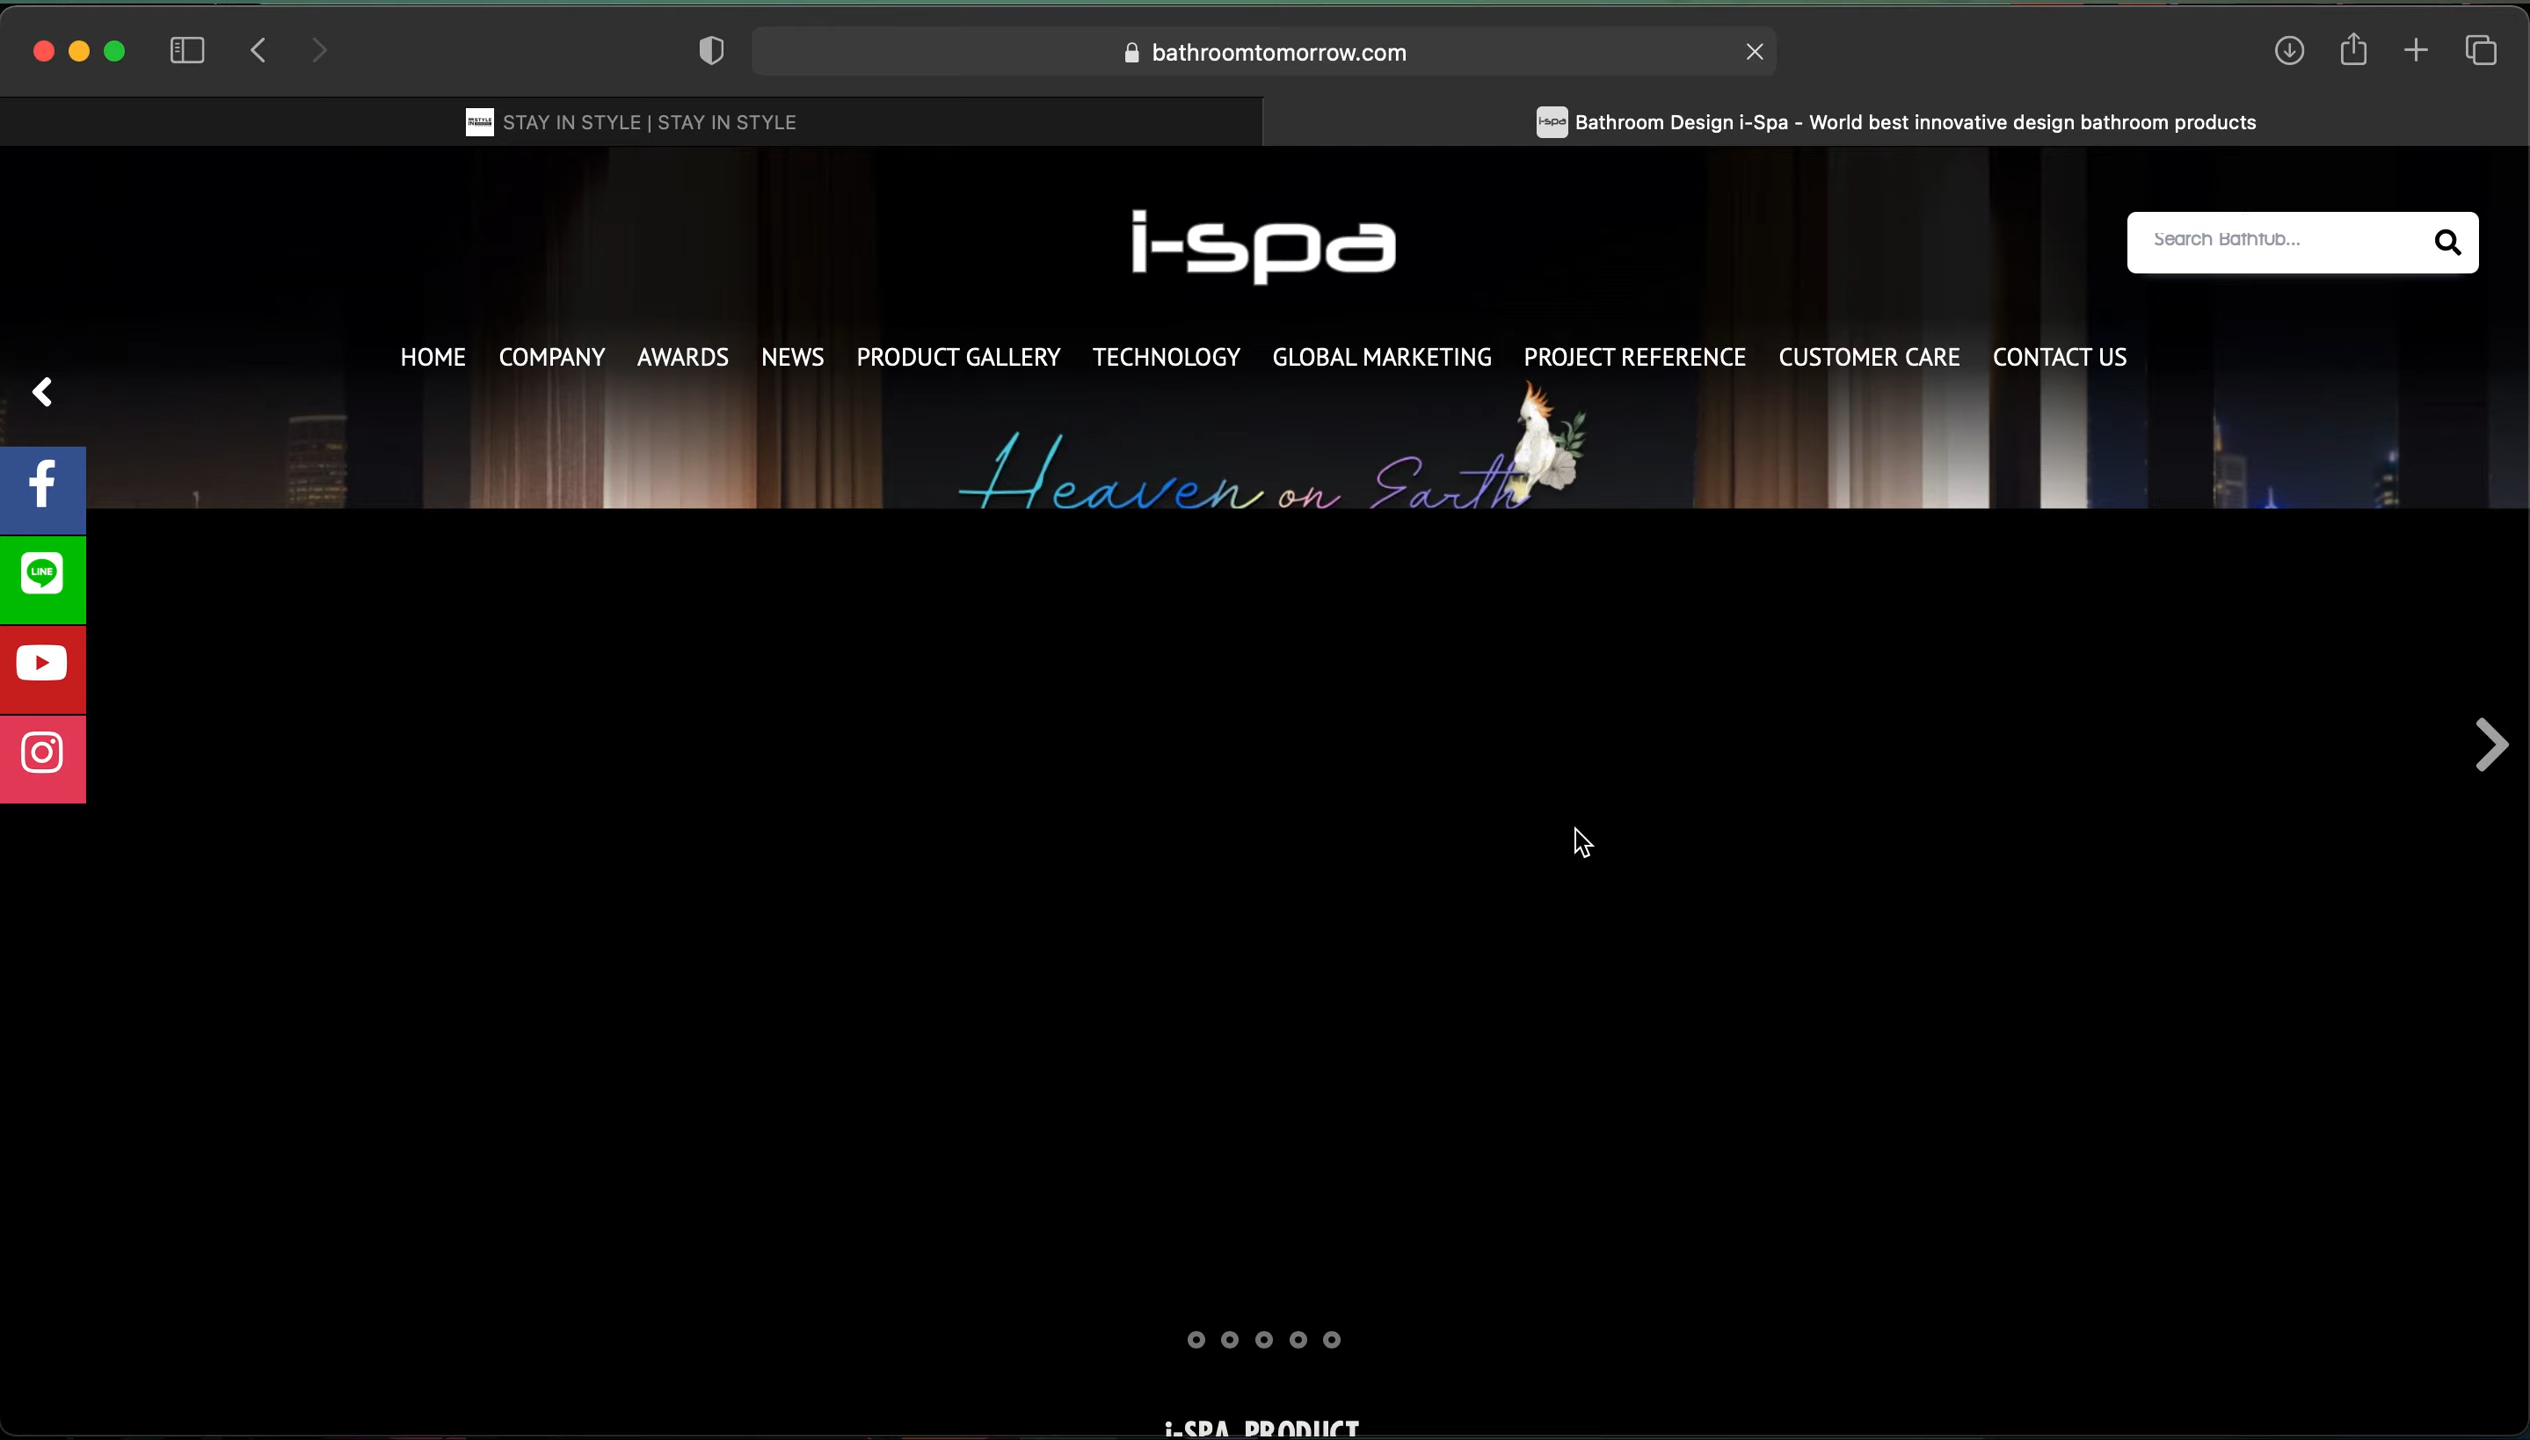 bathroomtomorrow.com
STAY IN STYLE | STAY IN STYLE
i-spa Bathroom Design i-Spa - World best innovative design bathroom products
i-spa
Search Bathtub...
HOME COMPANY AWARDS NEWS PRODUCT GALLERY TECHNOLOGY GLOBAL MARKETING PROJECT REFERENCE CUSTOMER CARE CONTACT US
Heaven on Earth
LINE
i-SPA PRODUCT